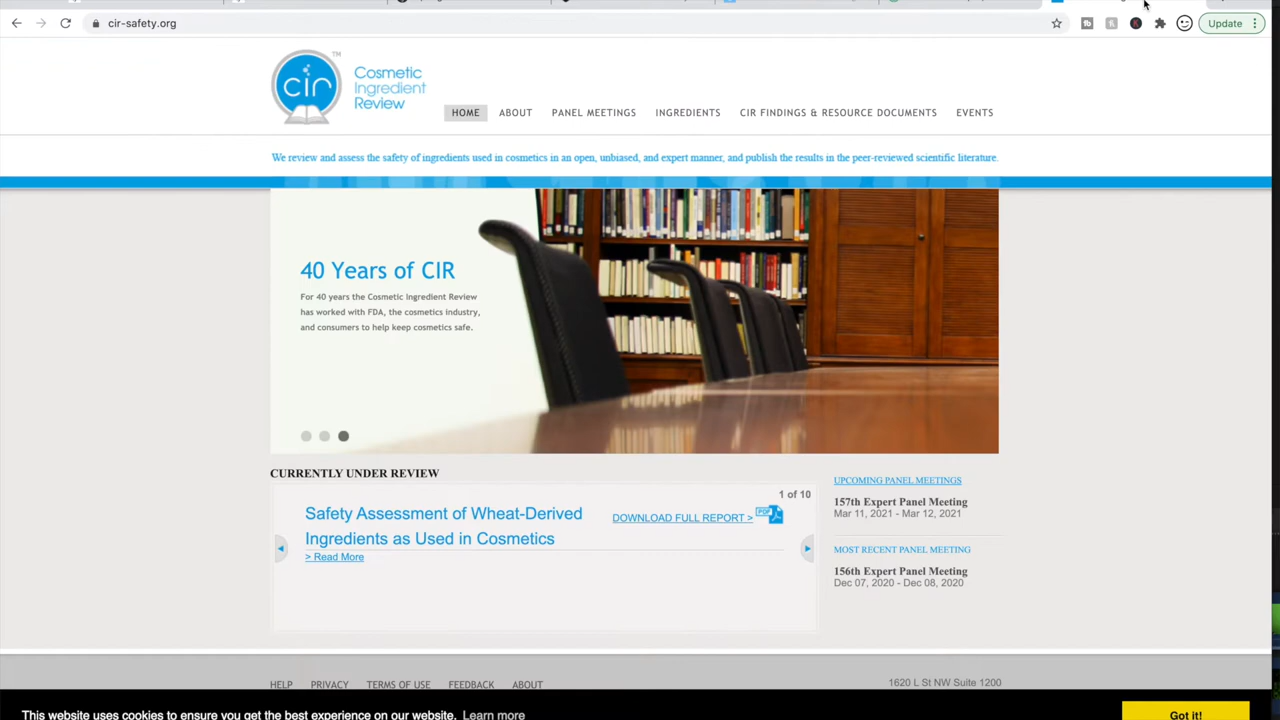 cir-safety.org
Update
cir
TM
Cosmetic
Ingredient
Review
HOME ABOUT PANEL MEETINGS INGREDIENTS CIR FINDINGS & RESOURCE DOCUMENTS EVENTS
We review and assess the safety of ingredients used in cosmetics in an open, unbiased, and expert manner, and publish the results in the peer-reviewed scientific literature.
40 Years of CIR
For 40 years the Cosmetic Ingredient Review
has worked with FDA, the cosmetics industry,
and consumers to help keep cosmetics safe.
CURRENTLY UNDER REVIEW
1 of 10
Safety Assessment of Wheat-Derived
Ingredients as Used in Cosmetics
DOWNLOAD FULL REPORT >
PDF
> Read More
UPCOMING PANEL MEETINGS
157th Expert Panel Meeting
Mar 11, 2021 - Mar 12, 2021
MOST RECENT PANEL MEETING
156th Expert Panel Meeting
Dec 07, 2020 - Dec 08, 2020
HELP PRIVACY TERMS OF USE FEEDBACK ABOUT
1620 L St NW Suite 1200
This website uses cookies to ensure you get the best experience on our website. Learn more
Got it!